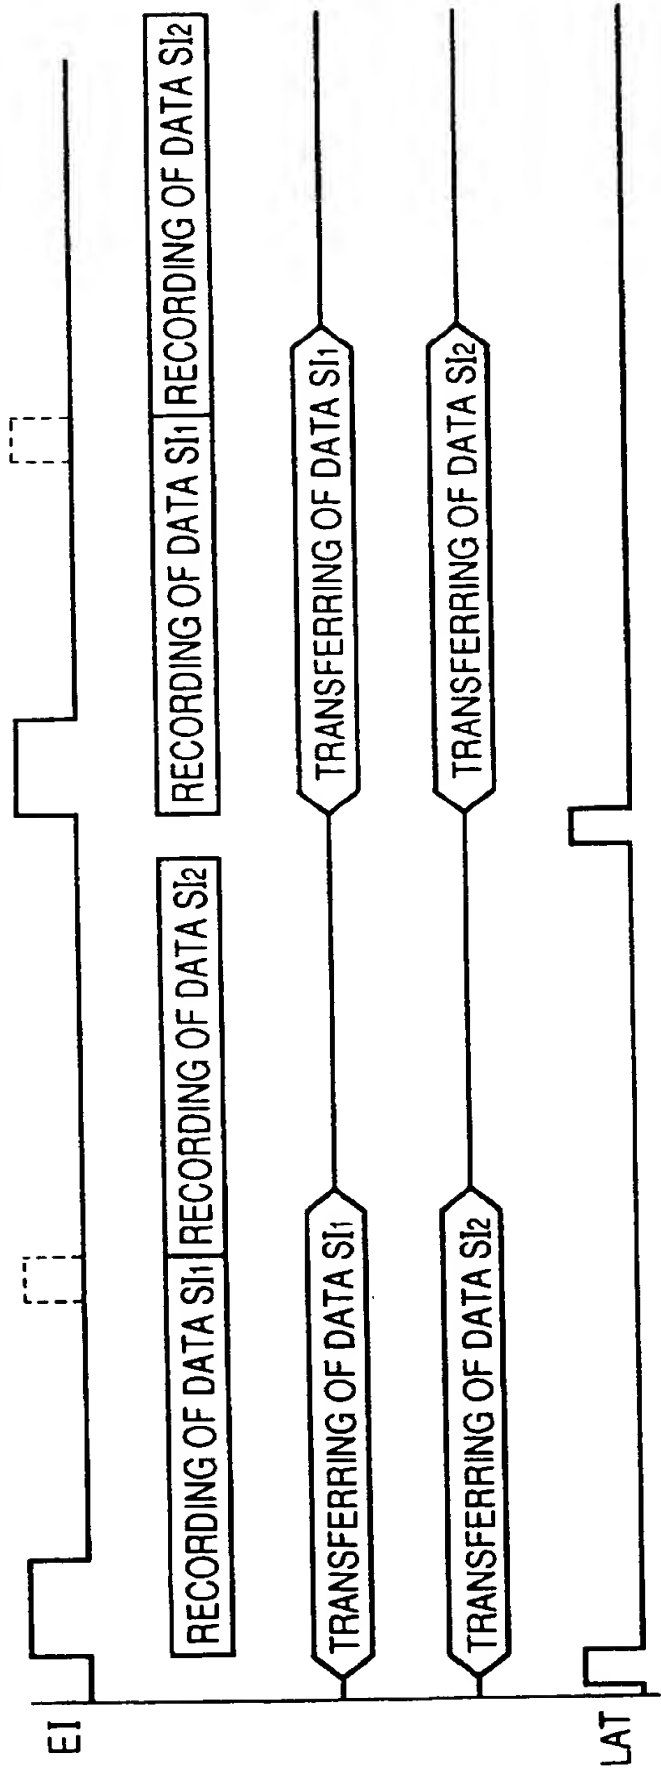 EI
RECORDING OF DATA SI1 RECORDING OF DATA SI2 RECORDING OF DATA SI1 RECORDING OF DATA SI2
TRANSFERRING OF DATA SI1 TRANSFERRING OF DATA SI1
TRANSFERRING OF DATA SI2 TRANSFERRING OF DATA SI2
LAT